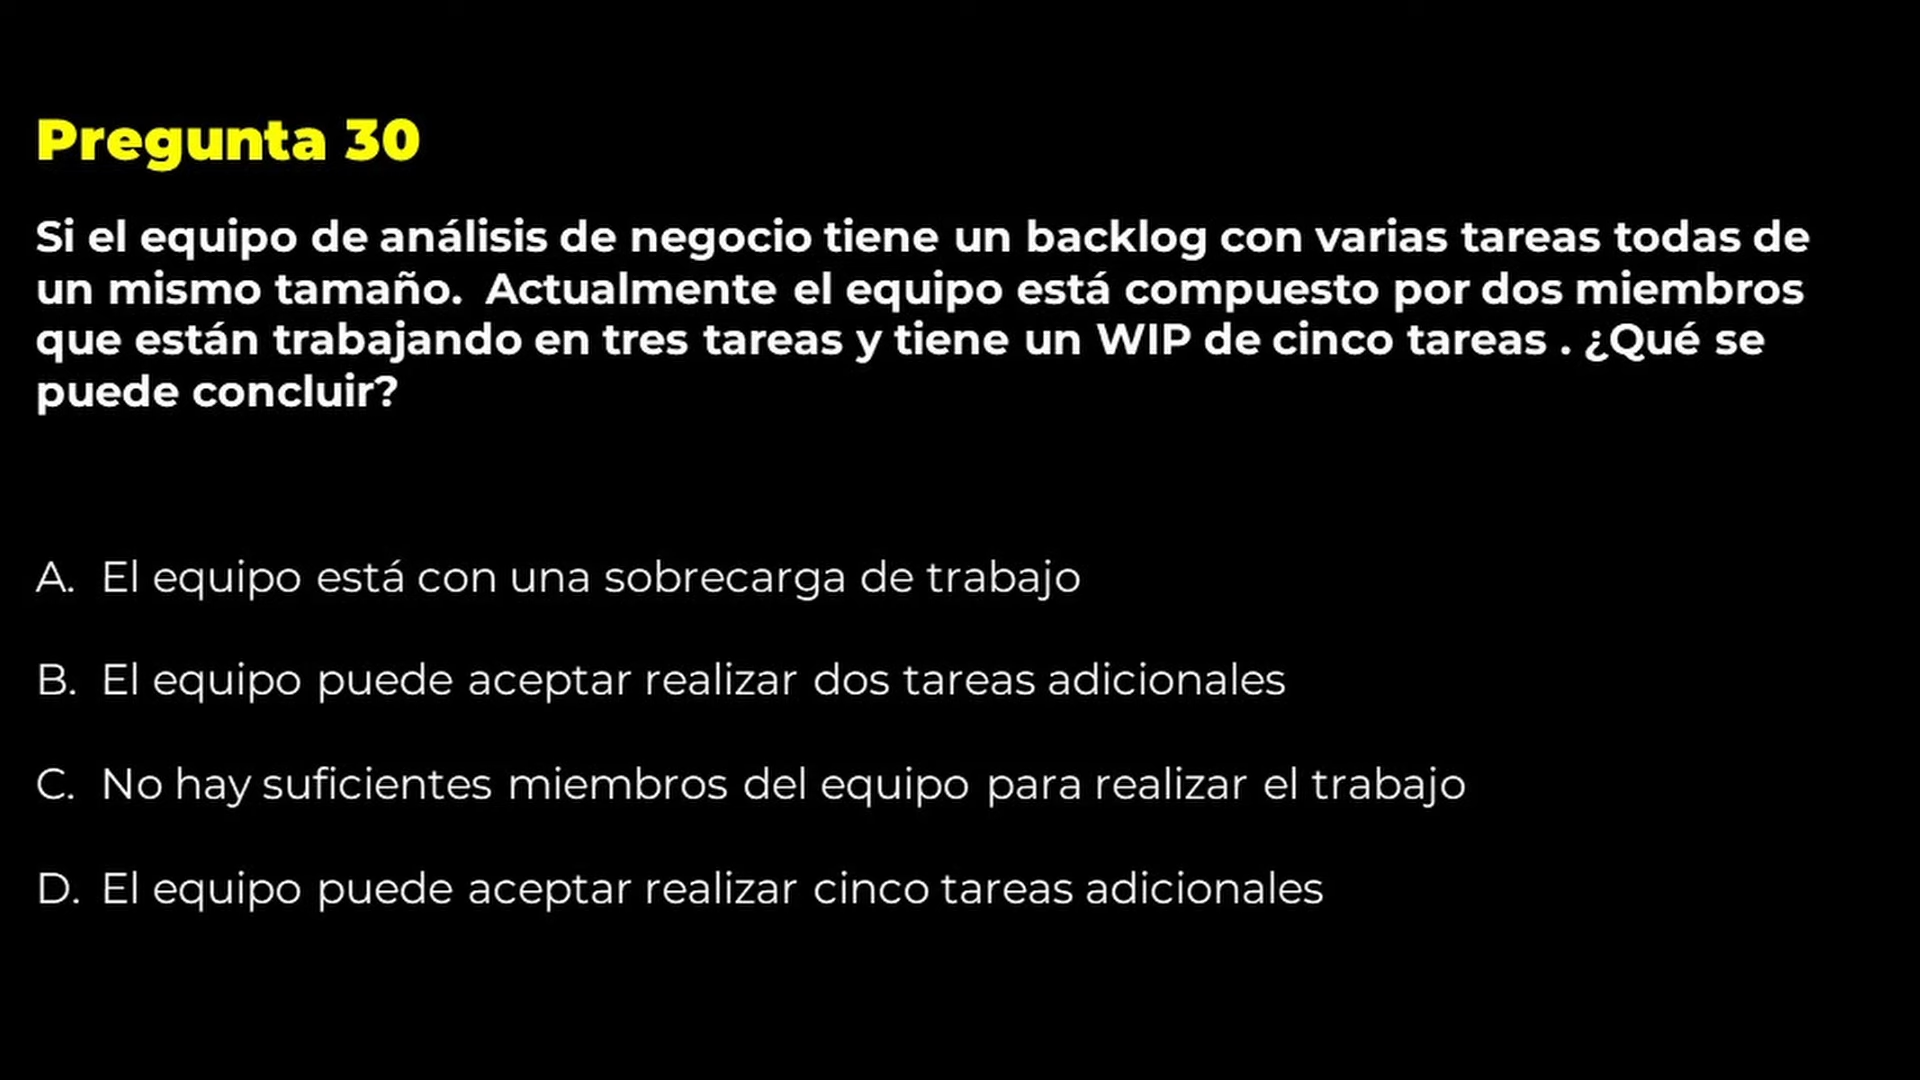 Pregunta 30
Si el equipo de análisis de negocio tiene un backlog con varias tareas todas de
un mismo tamaño.  Actualmente el equipo está compuesto por dos miembros
que están trabajando en tres tareas y tiene un WIP de cinco tareas . ¿Qué se
puede concluir?
A. El equipo está con una sobrecarga de trabajo
B. El equipo puede aceptar realizar dos tareas adicionales
C. No hay suficientes miembros del equipo para realizar el trabajo
D. El equipo puede aceptar realizar cinco tareas adicionales